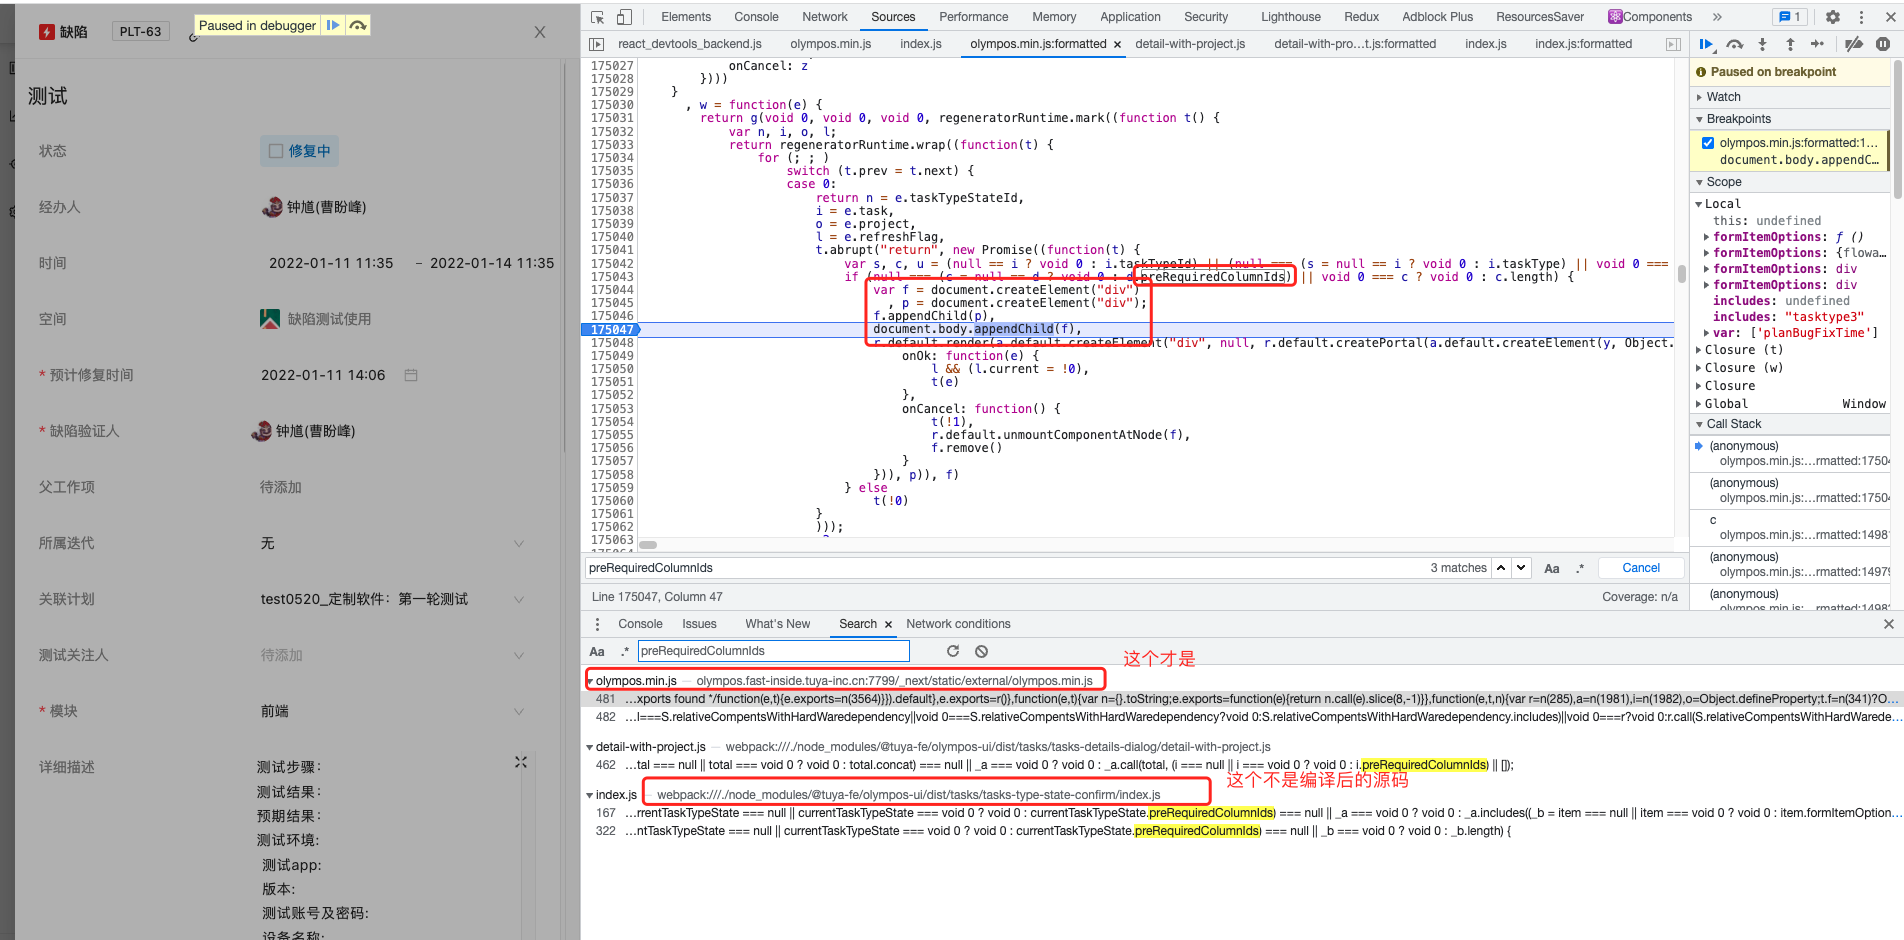 缺陷
PLT-63
Paused in debugger
测试
状态
修复中
经办人
钟馗(曹盼峰)
时间
2022-01-11 11:35 – 2022-01-14 11:35
空间
缺陷测试使用
* 预计修复时间
2022-01-11 14:06
* 缺陷验证人
钟馗(曹盼峰)
父工作项
待添加
所属迭代
无
关联计划
test0520_定制软件：第一轮测试
测试关注人
待添加
* 模块
前端
详细描述
测试步骤：
测试结果：
预期结果：
测试环境：
测试app:
版本:
测试账号及密码:
设备名称:
Elements Console Network Sources Performance Memory Application Security Lighthouse Redux Adblock Plus ResourcesSaver Components » 1
react_devtools_backend.js olympos.min.js index.js olympos.min.js:formatted × detail-with-project.js detail-with-pro…t.js:formatted index.js index.js:formatted
175027 onCancel: z
175028 }))))
175029 }
175030 , w = function(e) {
175031 return g(void 0, void 0, void 0, regeneratorRuntime.mark((function t() {
175032 var n, i, o, l;
175033 return regeneratorRuntime.wrap((function(t) {
175034 for (; ; )
175035 switch (t.prev = t.next) {
175036 case 0:
175037 return n = e.taskTypeStateId,
175038 i = e.task,
175039 o = e.project,
175040 l = e.refreshFlag,
175041 t.abrupt("return", new Promise((function(t) {
175042 var s, c, u = (null == i ? void 0 : i.taskTypeId) || (null === (s = null == i ? void 0 : i.taskType) || void 0 ===
175043 if (null === (c = null == d ? void 0 : d.preRequiredColumnIds) || void 0 === c ? void 0 : c.length) {
175044 var f = document.createElement("div")
175045 , p = document.createElement("div");
175046 f.appendChild(p),
175047 document.body.appendChild(f),
175048 r.default.render(a.default.createElement("div", null, r.default.createPortal(a.default.createElement(y, Object.
175049 onOk: function(e) {
175050 l && (l.current = !0),
175051 t(e)
175052 },
175053 onCancel: function() {
175054 t(!1),
175055 r.default.unmountComponentAtNode(f),
175056 f.remove()
175057 }
175058 })), p)), f)
175059 } else
175060 t(!0)
175061 }
175062 )));
175063
preRequiredColumnIds 3 matches Aa .* Cancel
Line 175047, Column 47 Coverage: n/a
Paused on breakpoint
Watch
Breakpoints
olympos.min.js:formatted:1…
document.body.appendC…
Scope
Local
this: undefined
formItemOptions: ƒ ()
formItemOptions: {flowa…
formItemOptions: div
formItemOptions: div
includes: undefined
includes: "tasktype3"
var: ['planBugFixTime']
Closure (t)
Closure (w)
Closure
Global Window
Call Stack
(anonymous)
olympos.min.js:…rmatted:17504
(anonymous)
olympos.min.js:…rmatted:17504
c
olympos.min.js:…rmatted:14981
(anonymous)
olympos.min.js:…rmatted:14979
(anonymous)
Console Issues What's New Search × Network conditions
Aa .* preRequiredColumnIds
这个才是
olympos.min.js — olympos.fast-inside.tuya-inc.cn:7799/_next/static/external/olympos.min.js
481 …xports found */function(e,t){e.exports=n(3564)}}).default},e.exports=r()},function(e,t){var n={}.toString;e.exports=function(e){return n.call(e).slice(8,-1)}},function(e,t,n){var r=n(285),a=n(1981),i=n(1982),o=Object.defineProperty;t.f=n(341)?O…
482 …l===S.relativeCompentsWithHardWaredependency||void 0===S.relativeCompentsWithHardWaredependency?void 0:S.relativeCompentsWithHardWaredependency.includes)||void 0===r?void 0:r.call(S.relativeCompentsWithHardWarede…
detail-with-project.js — webpack:///./node_modules/@tuya-fe/olympos-ui/dist/tasks/tasks-details-dialog/detail-with-project.js
462 …tal === null || total === void 0 ? void 0 : total.concat) === null || _a === void 0 ? void 0 : _a.call(total, (i === null || i === void 0 ? void 0 : i.preRequiredColumnIds) || []);
这个不是编译后的源码
index.js — webpack:///./node_modules/@tuya-fe/olympos-ui/dist/tasks/tasks-type-state-confirm/index.js
167 …rrentTaskTypeState === null || currentTaskTypeState === void 0 ? void 0 : currentTaskTypeState.preRequiredColumnIds) === null || _a === void 0 ? void 0 : _a.includes((_b = item === null || item === void 0 ? void 0 : item.formItemOption…
322 …ntTaskTypeState === null || currentTaskTypeState === void 0 ? void 0 : currentTaskTypeState.preRequiredColumnIds) === null || _b === void 0 ? void 0 : _b.length) {